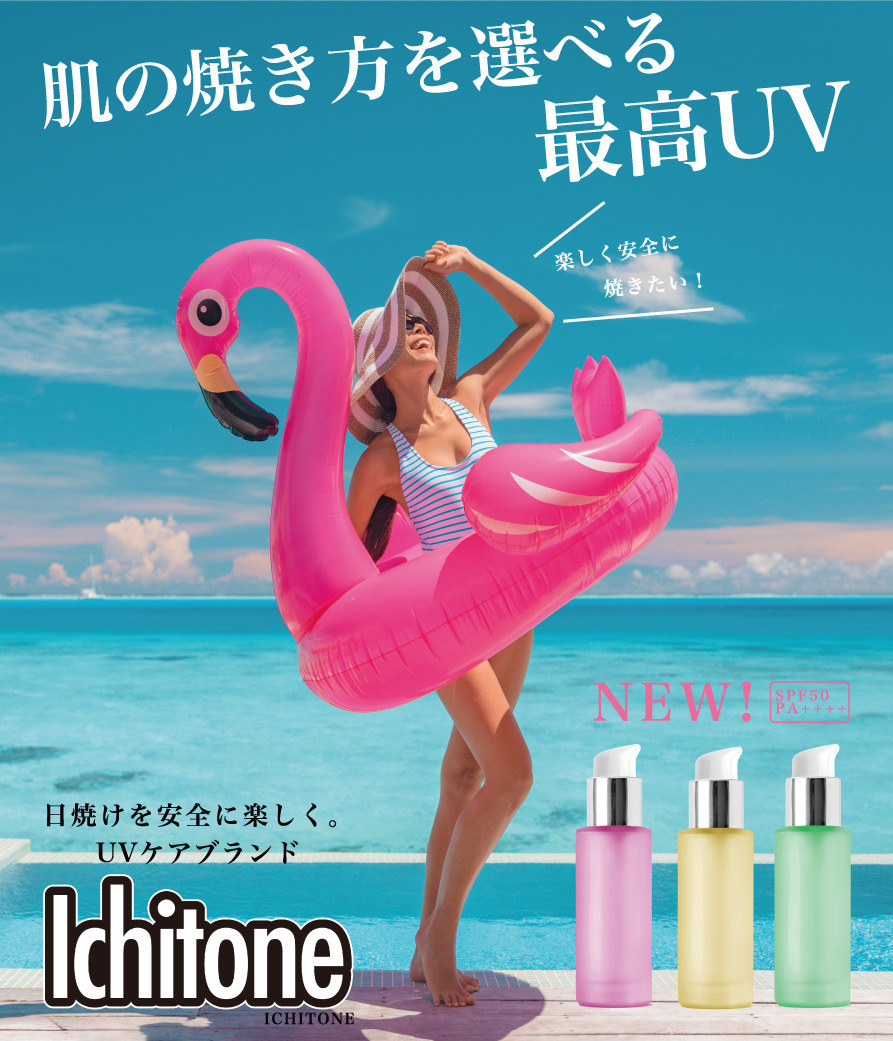 肌の焼き方を選べる
最高UV
楽しく安全に
焼きたい！
NEW!
SPF50
PA++++
日焼けを安全に楽しく。
UVケアブランド
Ichitone
ICHITONE